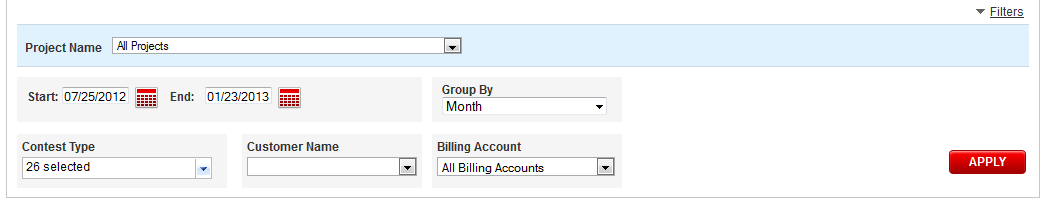 Filters
Project Name All Projects
Start: 07/25/2012 End: 01/23/2013
Group By
Month
Contest Type Customer Name Billing Account
26 selected All Billing Accounts
APPLY